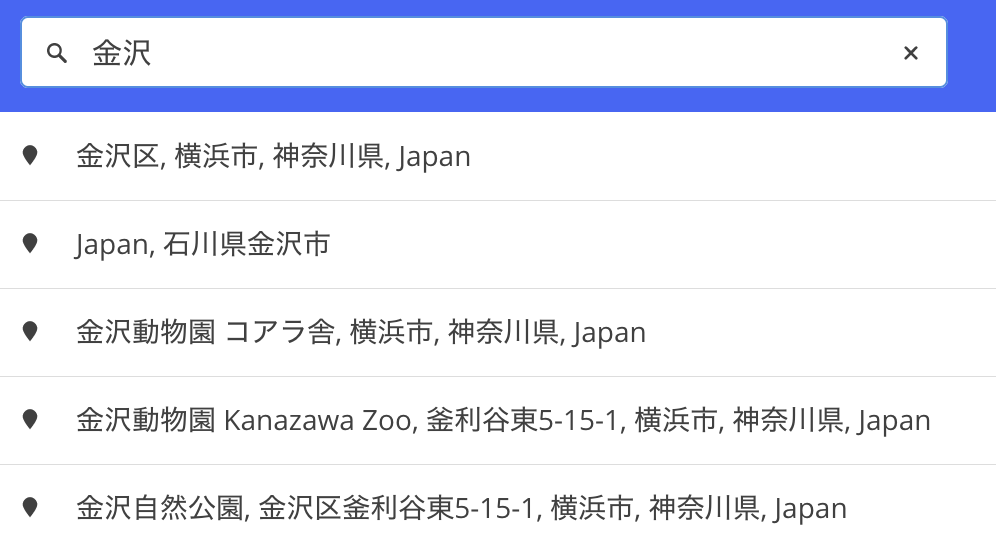 金沢
金沢区, 横浜市, 神奈川県, Japan
Japan, 石川県金沢市
金沢動物園 コアラ舎, 横浜市, 神奈川県, Japan
金沢動物園 Kanazawa Zoo, 釜利谷東5-15-1, 横浜市, 神奈川県, Japan
金沢自然公園, 金沢区釜利谷東5-15-1, 横浜市, 神奈川県, Japan